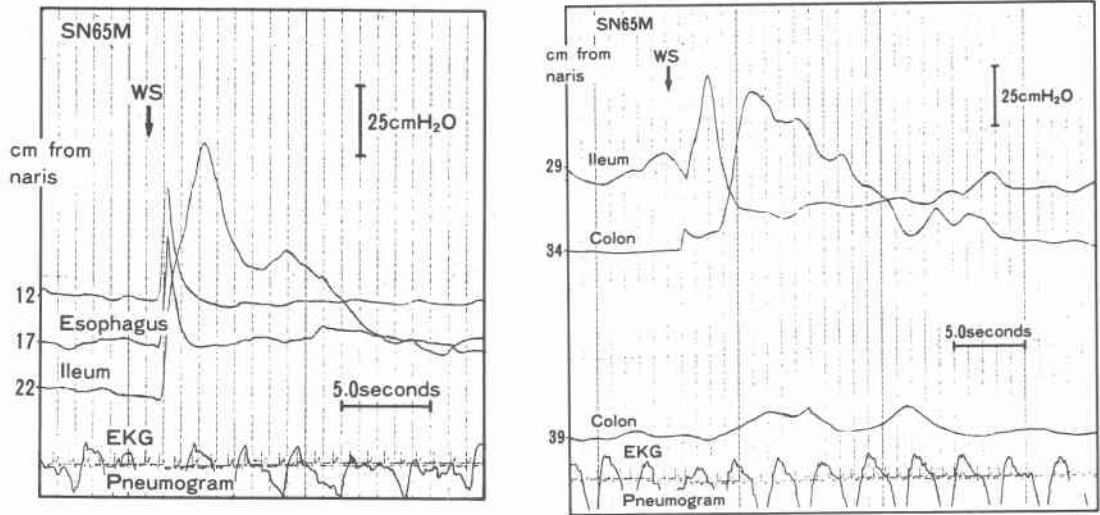 SN65M
WS
25cmH₂O
cm from
naris
12
Esophagus
17
Ileum
22
5.0seconds
EKG
Pneumogram
SN65M
cm from
naris
WS
25cmH₂O
Ileum
29
Colon
34
5.0seconds
Colon
39
EKG
Pneumogram